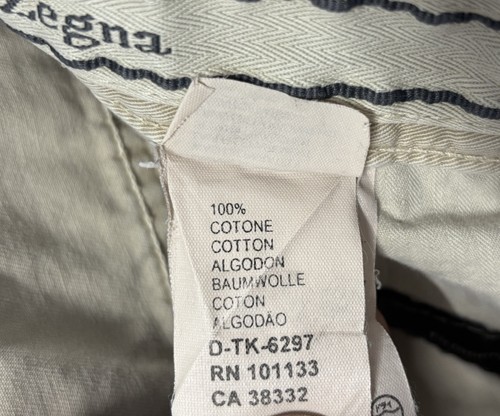 Zegna
100%
COTONE
COTTON
ALGODON
BAUMWOLLE
COTON
ALGODÃO
D-TK-6297
RN 101133
CA 38332